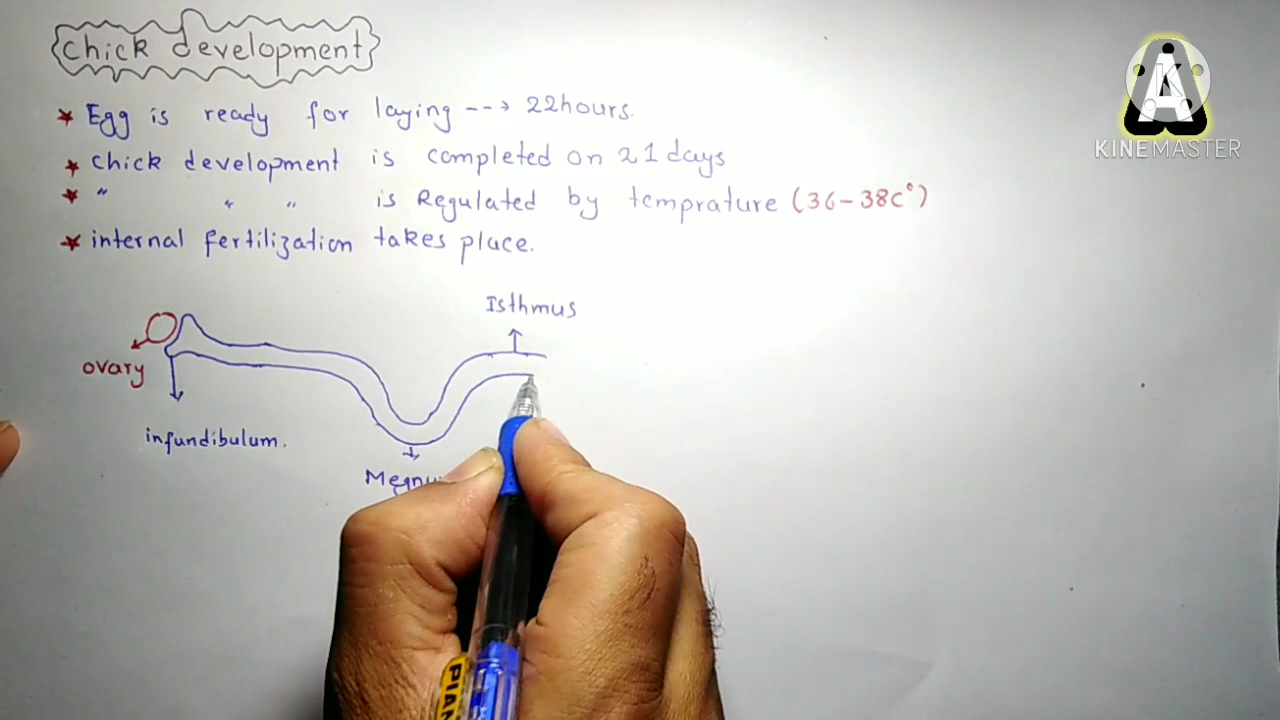 chick development
Egg is ready for laying --→ 22hours.
chick development is completed on 21 days
" " " is Regulated by temprature (36-38c°)
internal fertilization takes place.
Isthmus
ovary
infundibulum.
K
KINEMASTER